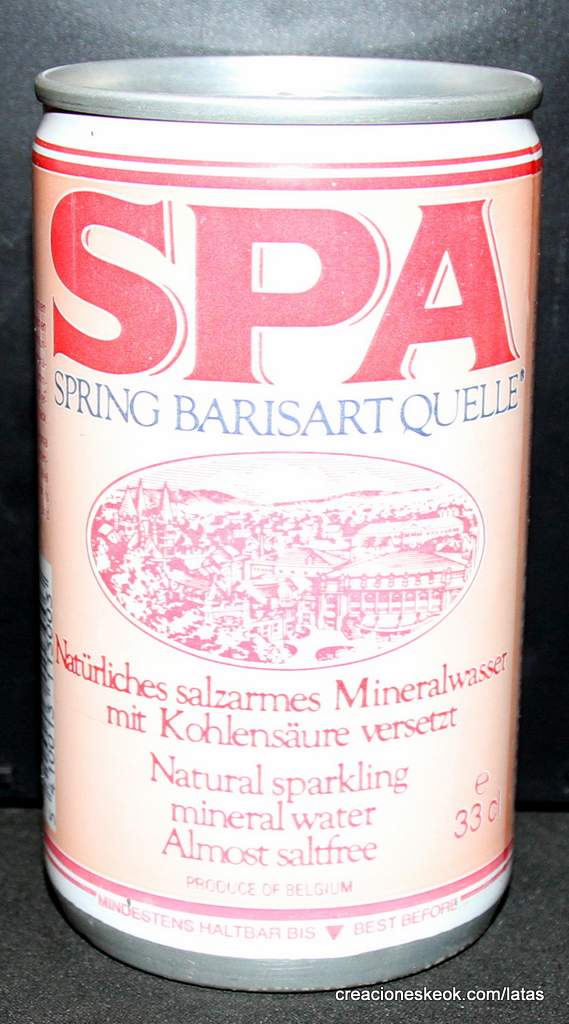 SPA
SPRING BARISART QUELLE®
Natürliches salzarmes Mineralwasser
mit Kohlensäure versetzt
Natural sparkling
mineral water
Almost saltfree
e
33 cl
PRODUCE OF BELGIUM
MINDESTENS HALTBAR BIS ▼ BEST BEFORE
creacioneskeok.com/latas